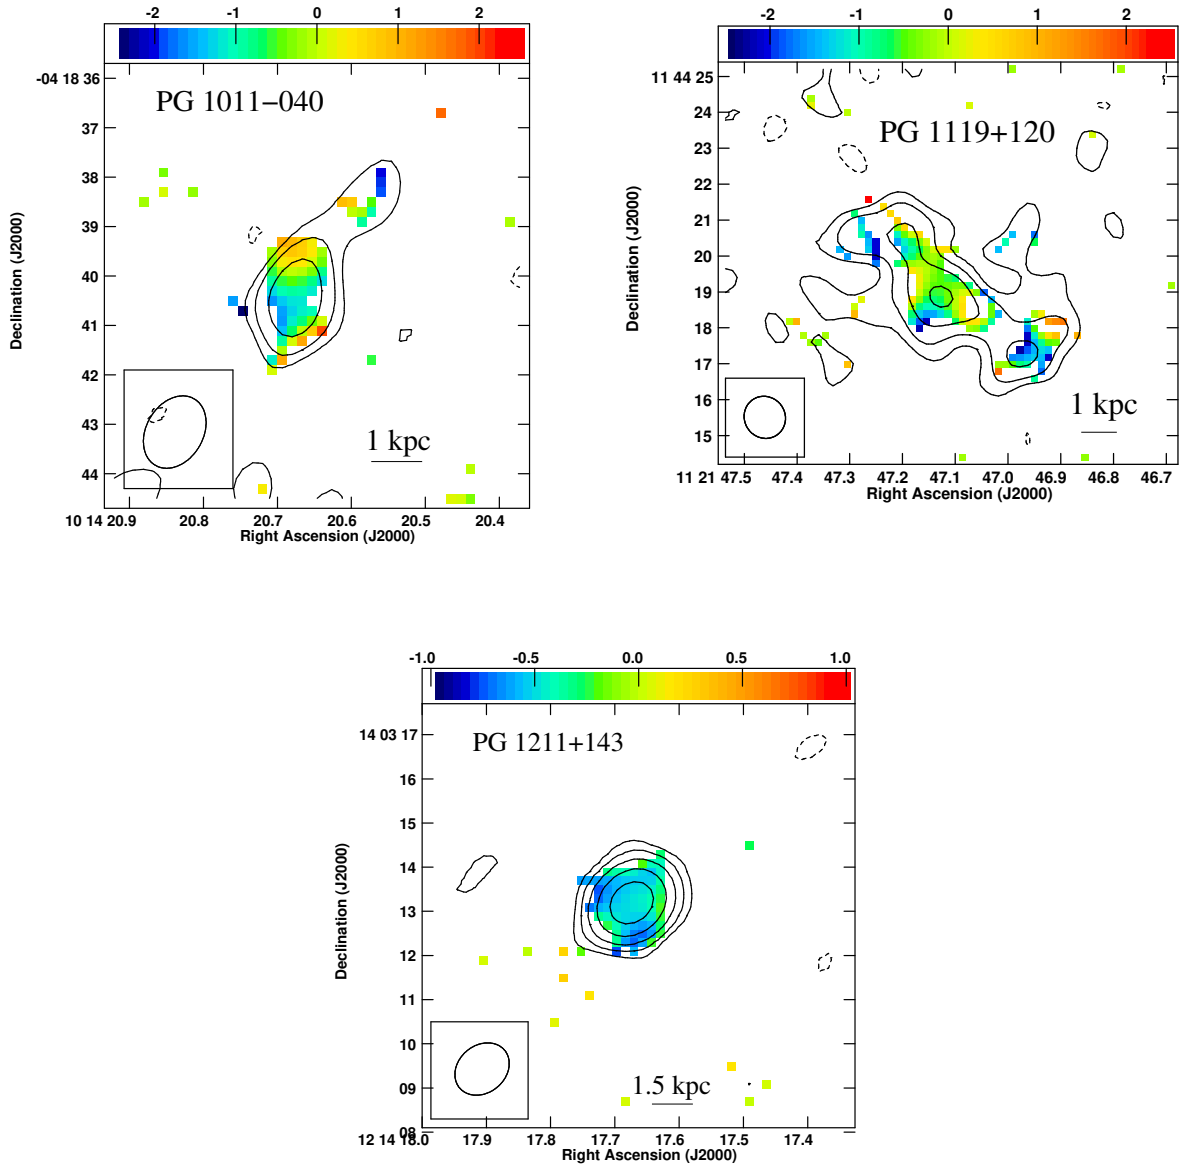 -2 -1 0 1 2
-04 18 36
PG 1011−040
37
38
39
40
41
42
43
44
Declination (J2000)
1 kpc
10 14 20.9 20.8 20.7 20.6 20.5 20.4
Right Ascension (J2000)
-2 -1 0 1 2
11 44 25
PG 1119+120
24
23
22
21
20
19
18
17
16
15
Declination (J2000)
1 kpc
11 21 47.5 47.4 47.3 47.2 47.1 47.0 46.9 46.8 46.7
Right Ascension (J2000)
-1.0 -0.5 0.0 0.5 1.0
14 03 17
PG 1211+143
16
15
14
13
12
11
10
09
08
Declination (J2000)
1.5 kpc
12 14 18.0 17.9 17.8 17.7 17.6 17.5 17.4
Right Ascension (J2000)